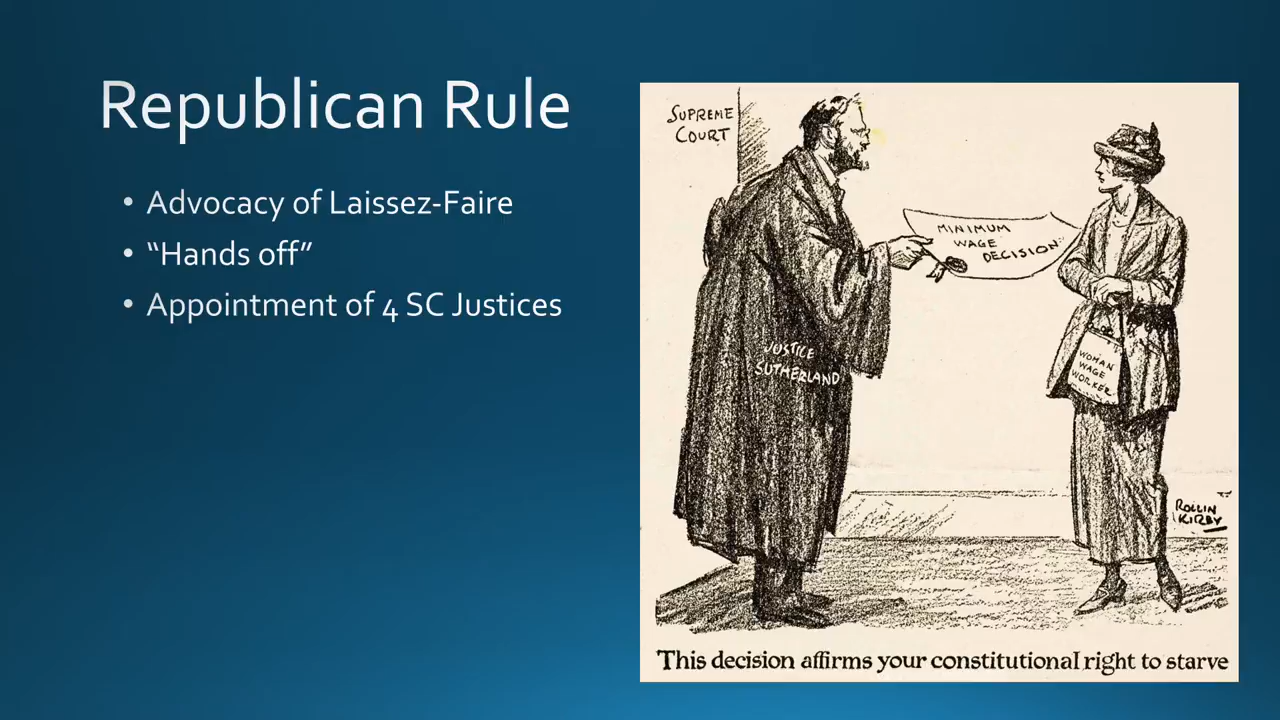 Republican Rule
• Advocacy of Laissez-Faire
• “Hands off”
• Appointment of 4 SC Justices
SUPREME
COURT
MINIMUM
WAGE
DECISION
JUSTICE
SUTHERLAND
WOMAN
WAGE
WORKER
ROLLIN
KIRBY
This decision affirms your constitutional right to starve